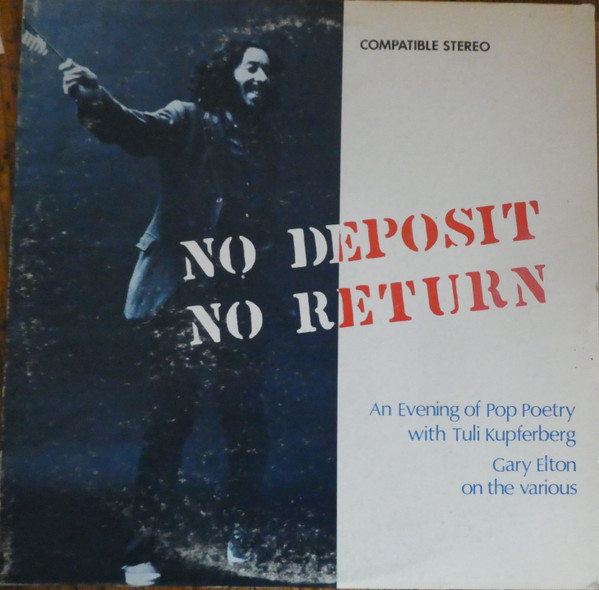 COMPATIBLE STEREO
NO DEPOSIT
NO RETURN
An Evening of Pop Poetry
with Tuli Kupferberg
Gary Elton
on the various